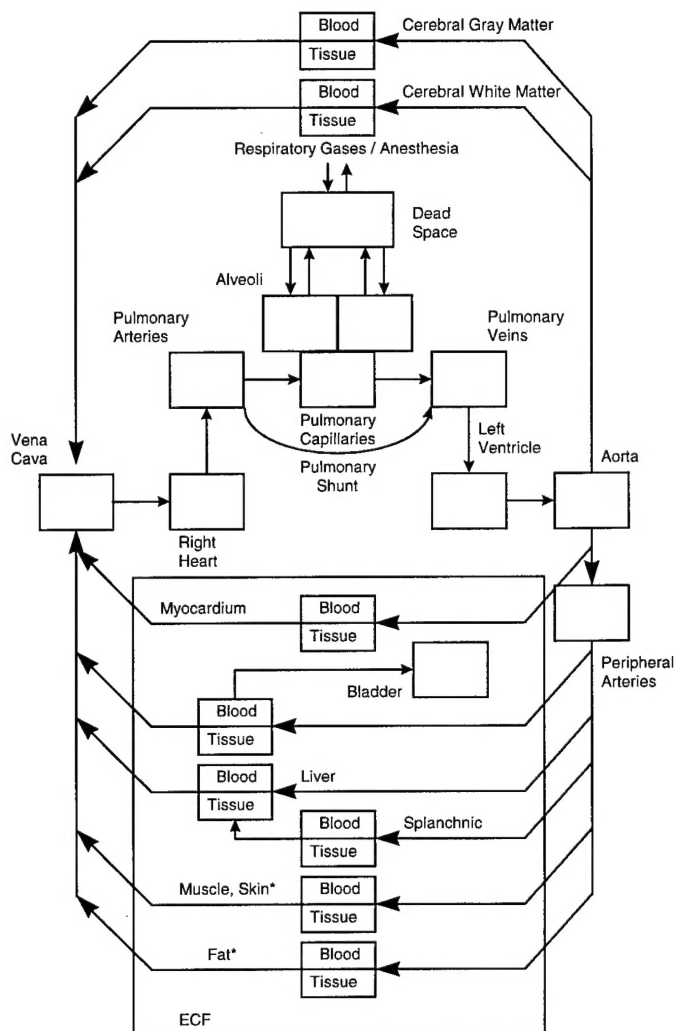 Blood
Tissue
Cerebral Gray Matter
Blood
Tissue
Cerebral White Matter
Respiratory Gases / Anesthesia
Dead
Space
Alveoli
Pulmonary
Arteries
Pulmonary
Veins
Pulmonary
Capillaries
Pulmonary
Shunt
Left
Ventricle
Vena
Cava
Aorta
Right
Heart
Myocardium
Blood
Tissue
Peripheral
Arteries
Bladder
Blood
Tissue
Blood
Tissue
Liver
Blood
Tissue
Splanchnic
Muscle, Skin*
Blood
Tissue
Fat*
Blood
Tissue
ECF